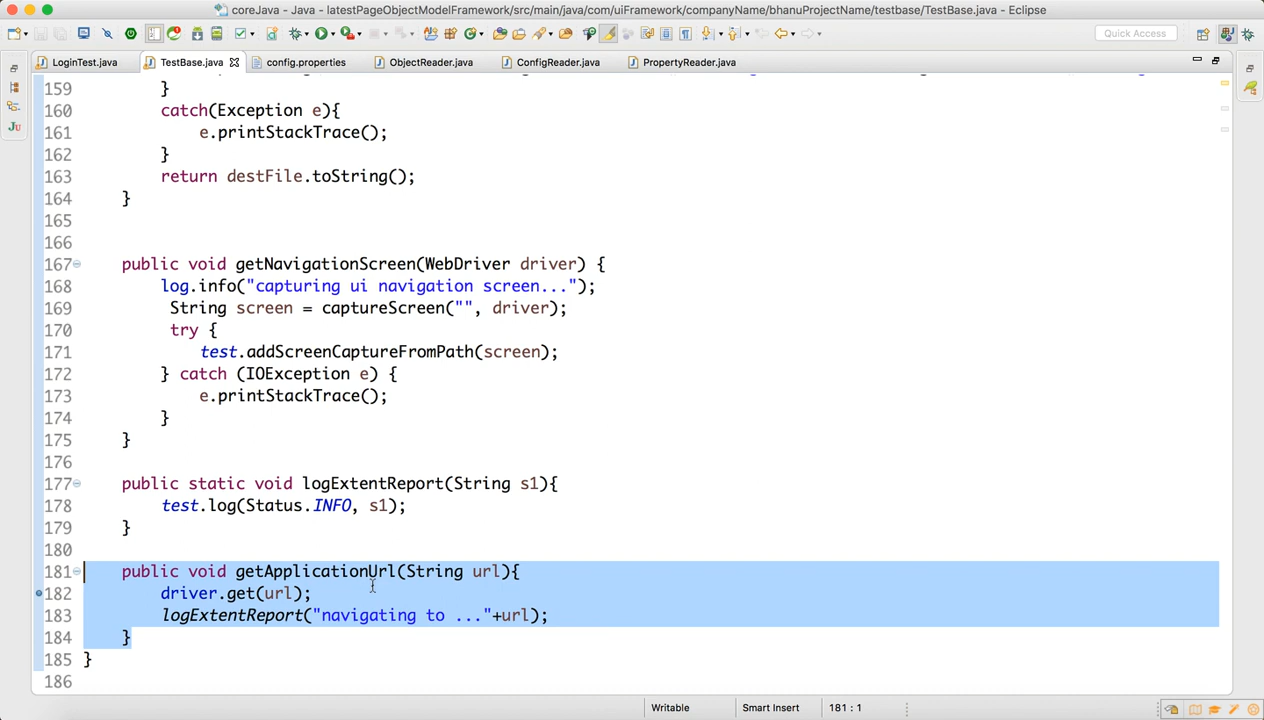 coreJava - Java - latestPageObjectModelFramework/src/main/java/com/uiFramework/companyName/bhanuProjectName/testbase/TestBase.java - Eclipse
Quick Access
LoginTest.java TestBase.java config.properties ObjectReader.java ConfigReader.java PropertyReader.java
159 }
160 catch(Exception e){
161 e.printStackTrace();
162 }
163 return destFile.toString();
164 }
165
166
167 public void getNavigationScreen(WebDriver driver) {
168 log.info("capturing ui navigation screen...");
169 String screen = captureScreen("", driver);
170 try {
171 test.addScreenCaptureFromPath(screen);
172 } catch (IOException e) {
173 e.printStackTrace();
174 }
175 }
176
177 public static void logExtentReport(String s1){
178 test.log(Status.INFO, s1);
179 }
180
181 public void getApplicationUrl(String url){
182 driver.get(url);
183 logExtentReport("navigating to ..."+url);
184 }
185 }
186
Writable Smart Insert 181 : 1